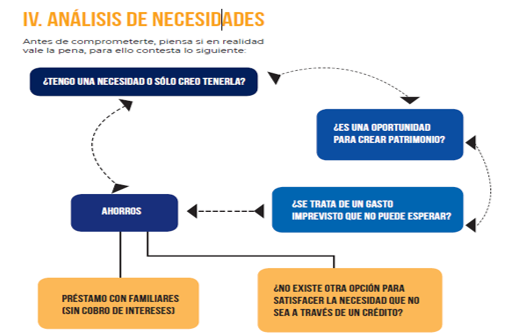 IV. ANÁLISIS DE NECESIDADES
Antes de comprometerte, piensa si en realidad
vale la pena, para ello contesta lo siguiente:
¿TENGO UNA NECESIDAD O SÓLO CREO TENERLA?
¿ES UNA OPORTUNIDAD
PARA CREAR PATRIMONIO?
¿SE TRATA DE UN GASTO
IMPREVISTO QUE NO PUEDE ESPERAR?
AHORROS
PRÉSTAMO CON FAMILIARES
(SIN COBRO DE INTERESES)
¿NO EXISTE OTRA OPCIÓN PARA
SATISFACER LA NECESIDAD QUE NO
SEA A TRAVÉS DE UN CRÉDITO?